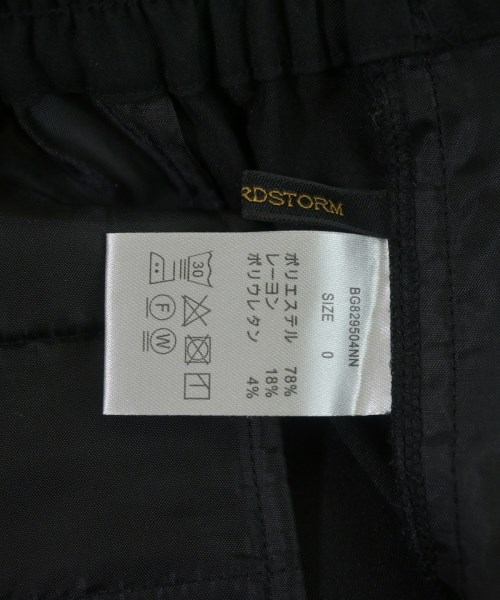 RDSTORM
BG829504NN
SIZE 0
ポリエステル 78%
レーヨン 18%
ポリウレタン 4%
30
F
W